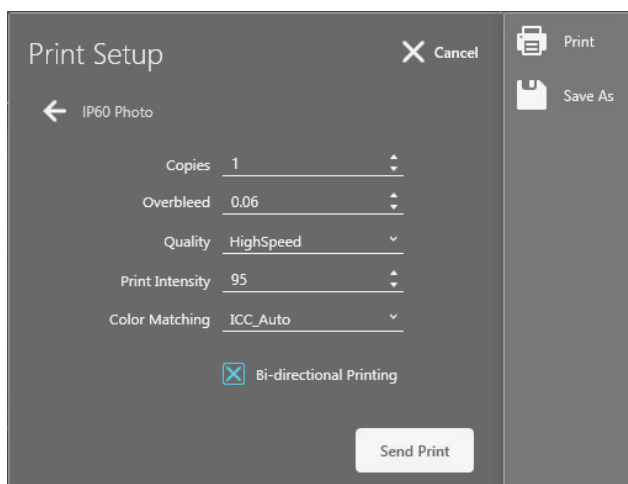 Print Setup
Cancel
IP60 Photo
Copies 1
Overbleed 0.06
Quality HighSpeed
Print Intensity 95
Color Matching ICC_Auto
Bi-directional Printing
Send Print
Print
Save As